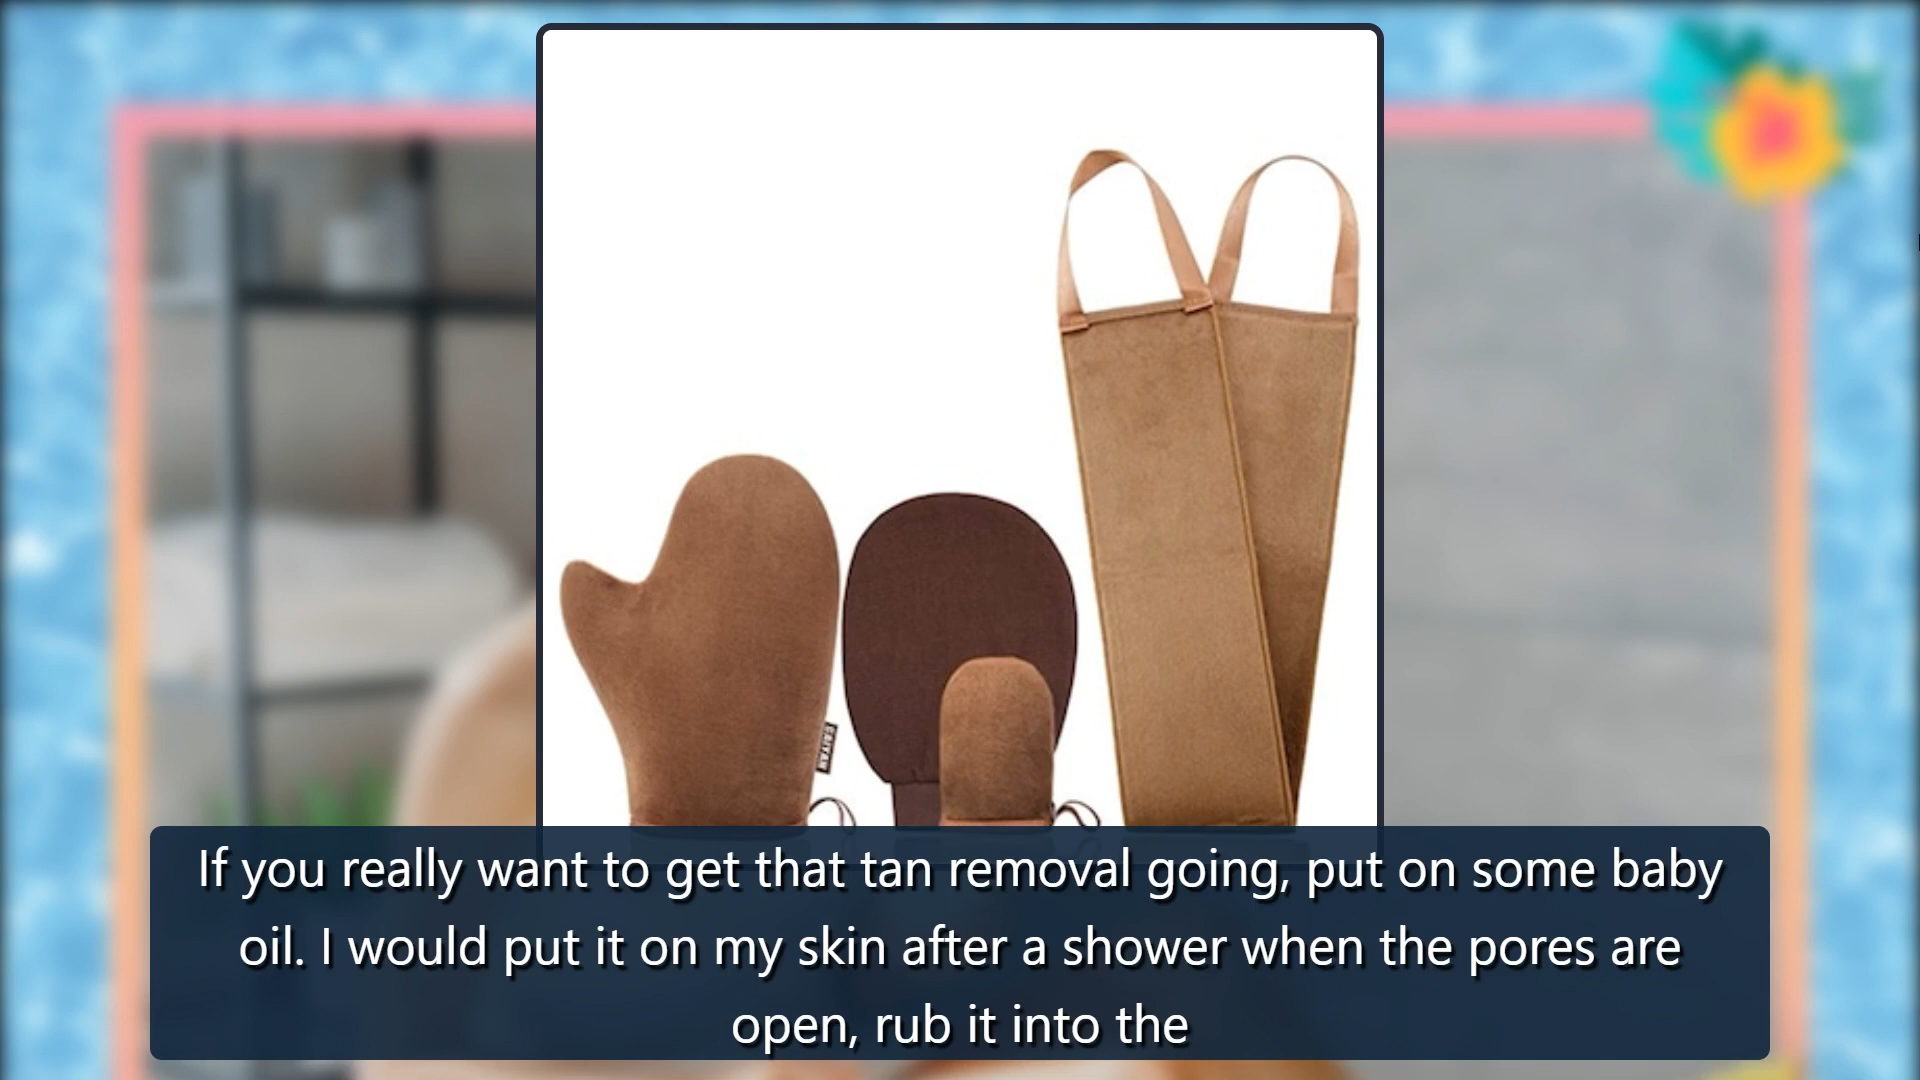 If you really want to get that tan removal going, put on some baby
oil. I would put it on my skin after a shower when the pores are
open, rub it into the